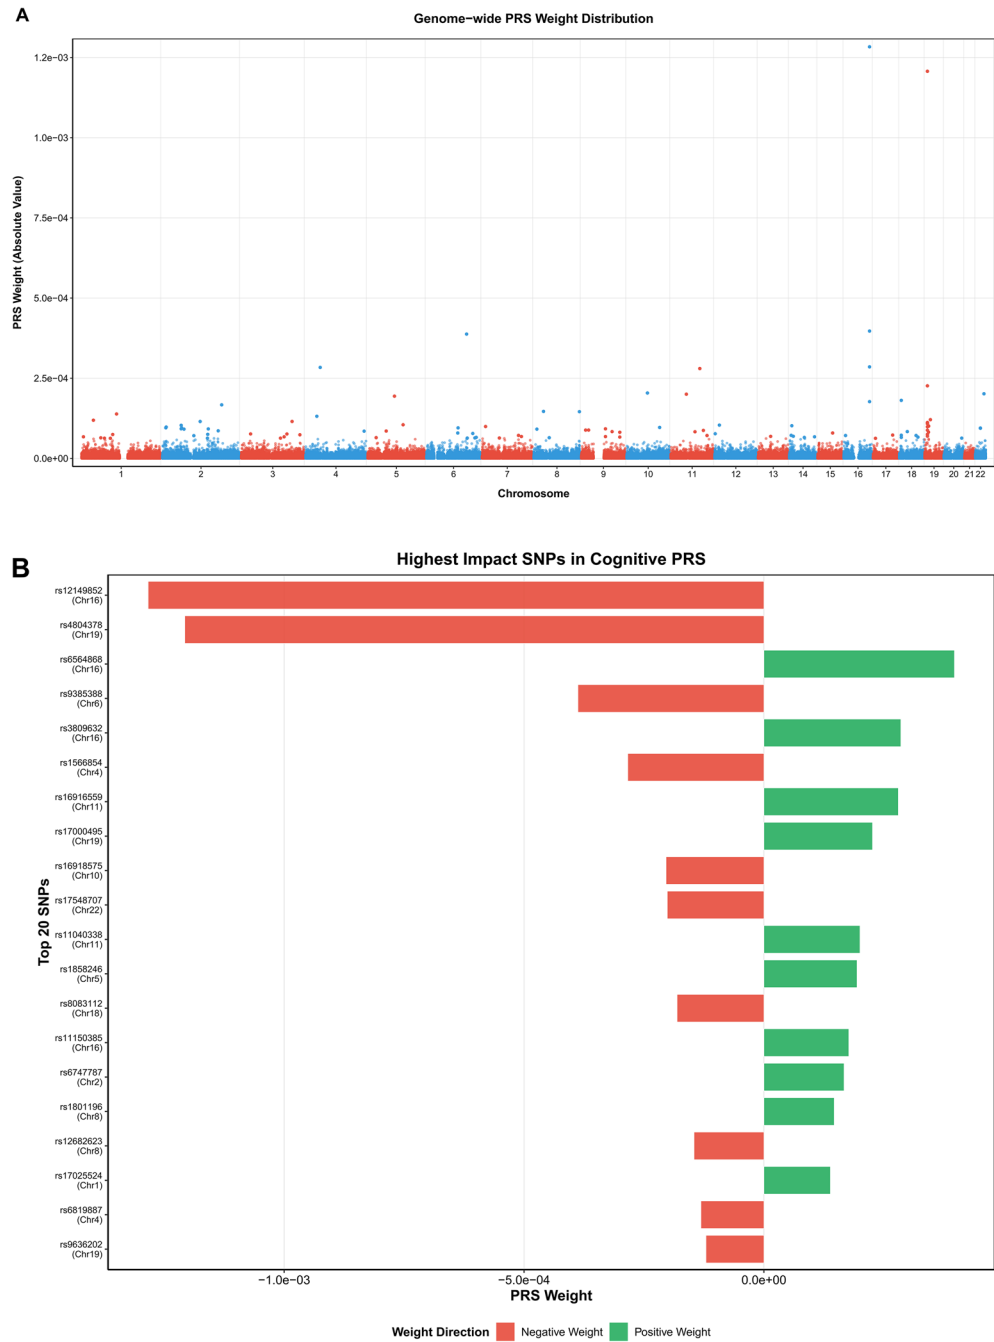 A
Genome-wide PRS Weight Distribution
PRS Weight (Absolute Value)
1.2e-03
1.0e-03
7.5e-04
5.0e-04
2.5e-04
0.0e+00
1 2 3 4 5 6 7 8 9 10 11 12 13 14 15 16 17 18 19 20 21 22
Chromosome
B
Highest Impact SNPs in Cognitive PRS
Top 20 SNPs
rs12149852
(Chr16)
rs4804378
(Chr19)
rs6564868
(Chr16)
rs9385388
(Chr6)
rs3809632
(Chr16)
rs1566854
(Chr4)
rs16916559
(Chr11)
rs17000495
(Chr19)
rs16918575
(Chr10)
rs17548707
(Chr22)
rs11040338
(Chr11)
rs1858246
(Chr5)
rs8083112
(Chr18)
rs11150385
(Chr16)
rs6747787
(Chr2)
rs1801196
(Chr8)
rs12682623
(Chr8)
rs17025524
(Chr1)
rs6819887
(Chr4)
rs9636202
(Chr19)
−1.0e−03 −5.0e−04 0.0e+00
PRS Weight
Weight Direction Negative Weight Positive Weight